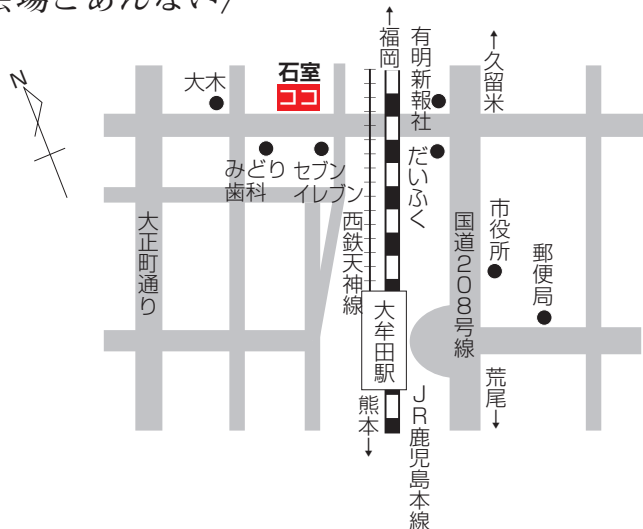 会場ごあんない/
N
大木
石室
ココ
←福岡
有明新報社
←久留米
みどり
歯科
セブン
イレブン
だいふく
大正町通り
西鉄天神線
国道208号線
市役所
郵便局
大牟田駅
熊本→
JR鹿児島本線
荒尾→